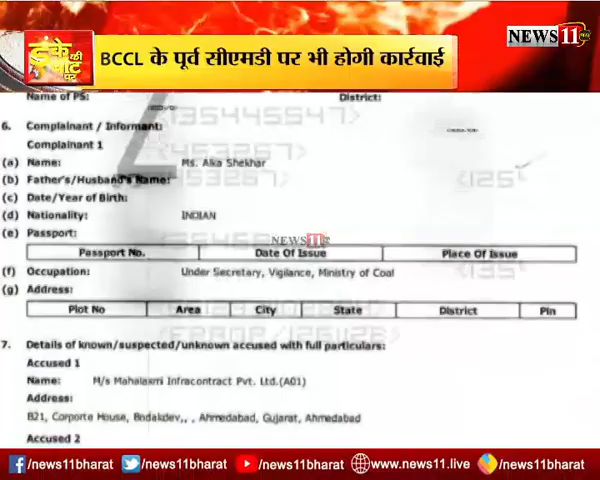 डंके की चोट पर
BCCL के पूर्व सीएमडी पर भी होगी कार्रवाई
NEWS11
Name of PS: District:
6. Complainant / Informant:
Complainant 1
(a) Name: Ms. Alka Shekhar
(b) Father's/Husband's Name:
(c) Date/Year of Birth:
(d) Nationality: INDIAN
(e) Passport:
NEWS11
Passport No. Date Of Issue Place Of Issue
(f) Occupation: Under Secretary, Vigilance, Ministry of Coal
(g) Address:
Plot No Area City State District Pin
7. Details of known/suspected/unknown accused with full particulars:
Accused 1
Name: M/s Mahalaxmi Infracontract Pvt. Ltd.(A01)
Address:
B21, Corporte House, Bodakdev,, , Ahmedabad, Gujarat, Ahmedabad
Accused 2
/news11bharat /news11bharat /news11bharat www.news11.live /news11bharat